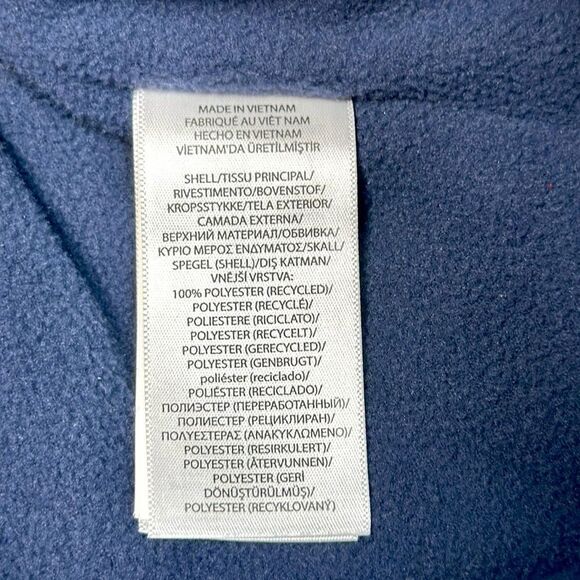 MADE IN VIETNAM
FABRIQUÉ AU VIÊT NAM
HECHO EN VIETNAM
VIETNAM'DA ÜRETİLMİŞTİR
SHELL/TISSU PRINCIPAL/
RIVESTIMENTO/BOVENSTOF/
KROPSSTYKKE/TELA EXTERIOR/
CAMADA EXTERNA/
ВЕРХНИЙ МАТЕРИАЛ/ОБВИВКА/
ΚΥΡΙΟ ΜΕΡΟΣ ΕΝΔΥΜΑΤΟΣ/SKALL/
SPEGEL (SHELL)/DIŞ KATMAN/
VNĚJŠÍ VRSTVA:
100% POLYESTER (RECYCLED)/
POLYESTER (RECYCLÉ)/
POLIESTERE (RICICLATO)/
POLYESTER (RECYCELT)/
POLYESTER (GERECYCLED)/
POLYESTER (GENBRUGT)/
poliéster (reciclado)/
POLIÉSTER (RECICLADO)/
ПОЛИЭСТЕР (ПЕРЕРАБОТАННЫЙ)/
ПОЛИЕСТЕР (РЕЦИКЛИРАН)/
ΠΟΛΥΕΣΤΕΡΑΣ (ΑΝΑΚΥΚΛΩΜΕΝΟ)/
POLYESTER (RESIRKULERT)/
POLYESTER (ÅTERVUNNEN)/
POLYESTER (GERİ
DÖNÜŞTÜRÜLMÜŞ)/
POLYESTER (RECYKLOVANÝ)